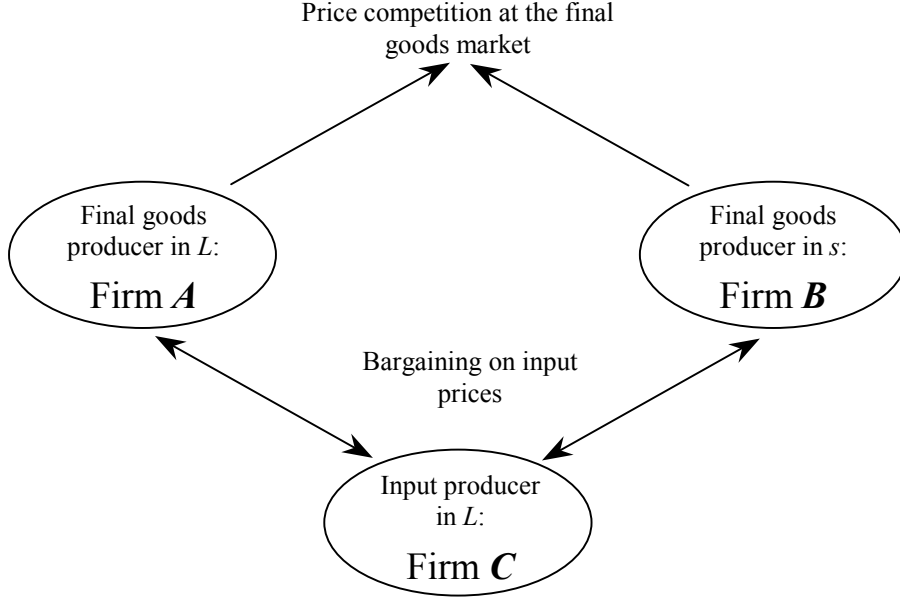 Price competition at the final
goods market
Final goods
producer in L:
Firm A
Final goods
producer in s:
Firm B
Bargaining on input
prices
Input producer
in L:
Firm C